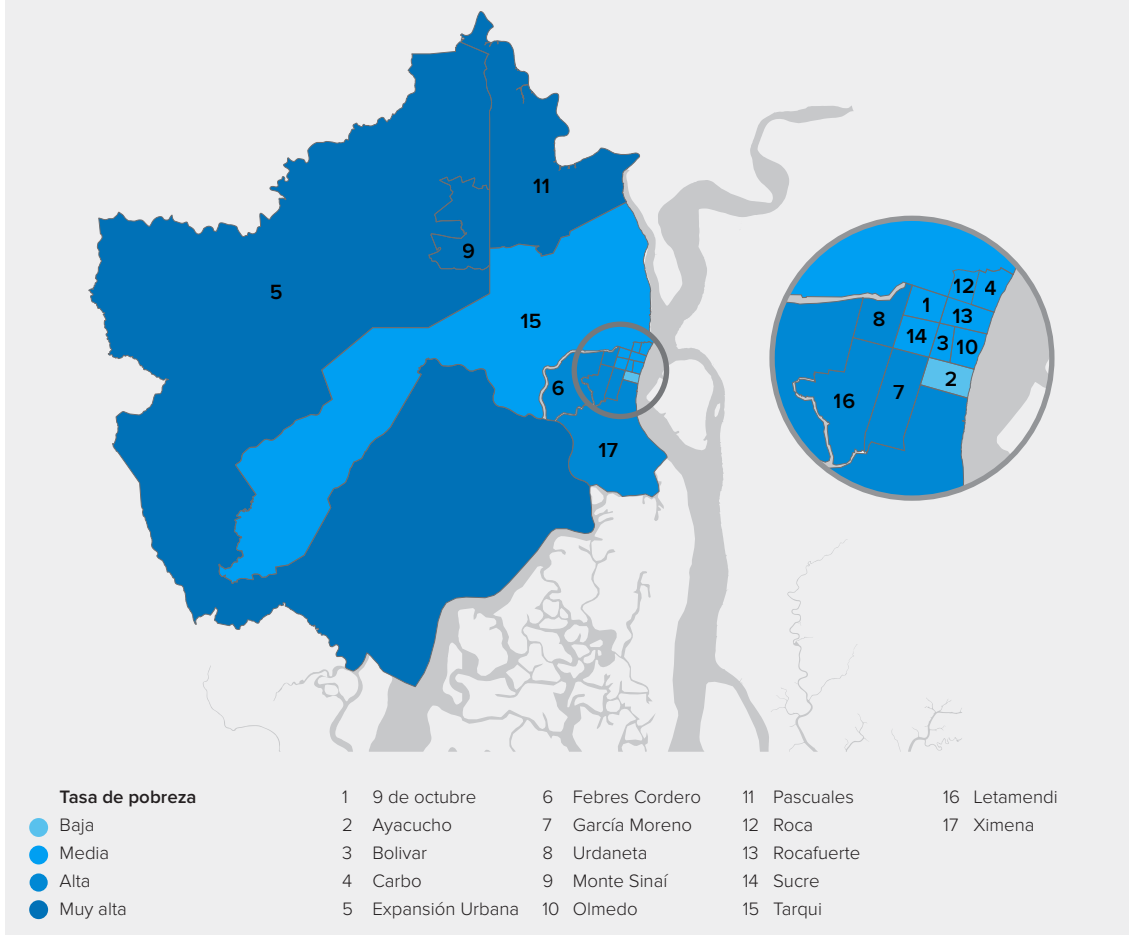 11
9
5
15
6
17
12
4
1
8
13
14
3
10
2
7
16
Tasa de pobreza
Baja
Media
Alta
Muy alta
1 9 de octubre
2 Ayacucho
3 Bolivar
4 Carbo
5 Expansión Urbana
6 Febres Cordero
7 García Moreno
8 Urdaneta
9 Monte Sinaí
10 Olmedo
11 Pascuales
12 Roca
13 Rocafuerte
14 Sucre
15 Tarqui
16 Letamendi
17 Ximena